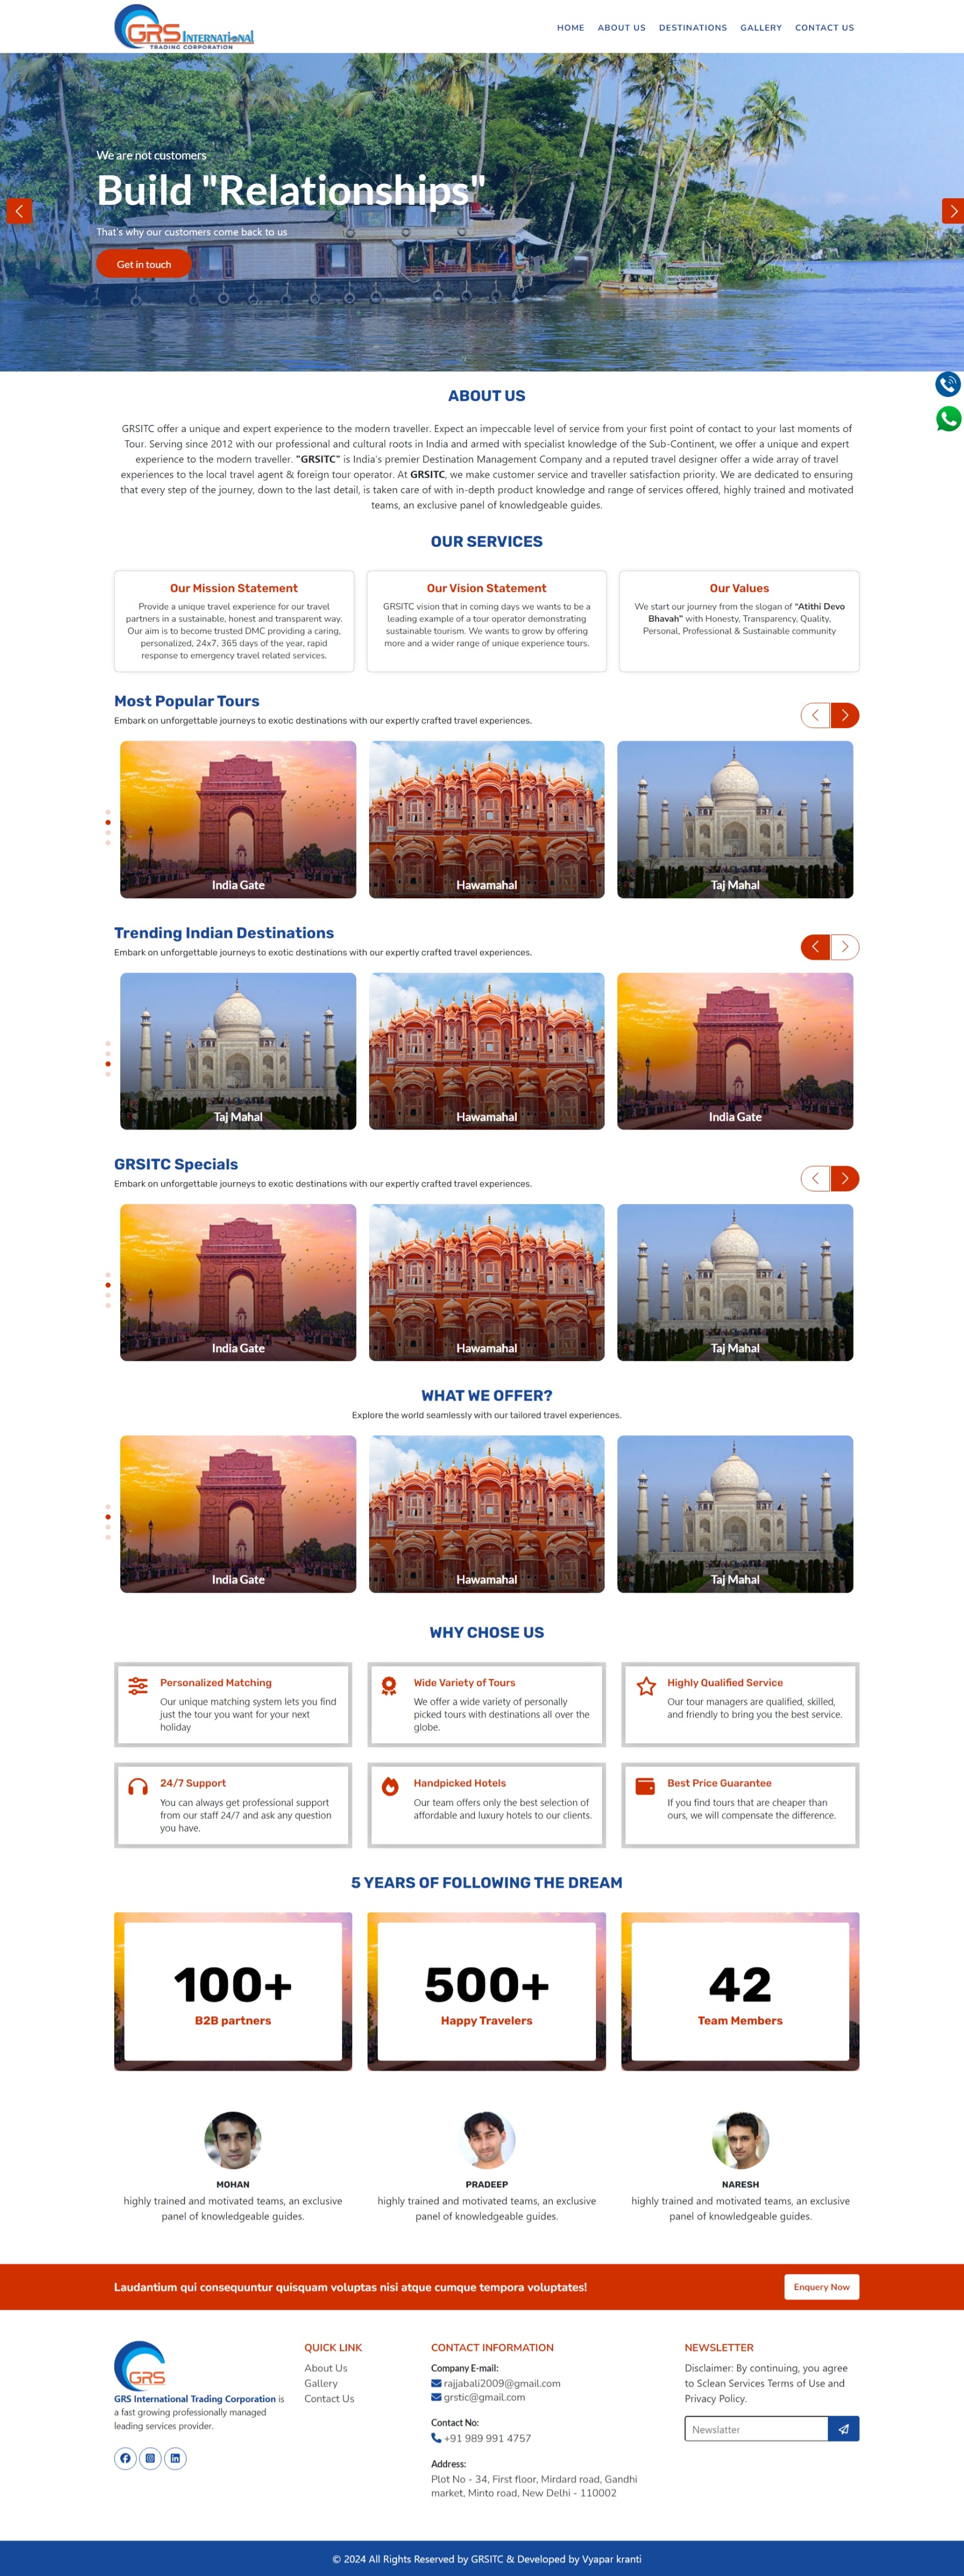 GRS INTERNATIONAL
TRADING CORPORATION
HOME ABOUT US DESTINATIONS GALLERY CONTACT US
We are not customers
Build "Relationships"
That's why our customers come back to us
Get in touch
ABOUT US
GRSITC offer a unique and expert experience to the modern traveller. Expect an impeccable level of service from your first point of contact to your last moments of
Tour. Serving since 2012 with our professional and cultural roots in India and armed with specialist knowledge of the Sub-Continent, we offer a unique and expert
experience to the modern traveller. "GRSITC" is India's premier Destination Management Company and a reputed travel designer offer a wide array of travel
experiences to the local travel agent & foreign tour operator. At GRSITC, we make customer service and traveller satisfaction priority. We are dedicated to ensuring
that every step of the journey, down to the last detail, is taken care of with in-depth product knowledge and range of services offered, highly trained and motivated
teams, an exclusive panel of knowledgeable guides.
OUR SERVICES
Our Mission Statement
Provide a unique travel experience for our travel
partners in a sustainable, honest and transparent way.
Our aim is to become trusted DMC providing a caring,
personalized, 24x7, 365 days of the year, rapid
response to emergency travel related services.
Our Vision Statement
GRSITC vision that in coming days we wants to be a
leading example of a tour operator demonstrating
sustainable tourism. We wants to grow by offering
more and a wider range of unique experience tours.
Our Values
We start our journey from the slogan of "Atithi Devo
Bhavah" with Honesty, Transparency, Quality,
Personal, Professional & Sustainable community
Most Popular Tours
Embark on unforgettable journeys to exotic destinations with our expertly crafted travel experiences.
India Gate
Hawamahal
Taj Mahal
Trending Indian Destinations
Embark on unforgettable journeys to exotic destinations with our expertly crafted travel experiences.
Taj Mahal
Hawamahal
India Gate
GRSITC Specials
Embark on unforgettable journeys to exotic destinations with our expertly crafted travel experiences.
India Gate
Hawamahal
Taj Mahal
WHAT WE OFFER?
Explore the world seamlessly with our tailored travel experiences.
India Gate
Hawamahal
Taj Mahal
WHY CHOSE US
Personalized Matching
Our unique matching system lets you find
just the tour you want for your next
holiday
Wide Variety of Tours
We offer a wide variety of personally
picked tours with destinations all over the
globe.
Highly Qualified Service
Our tour managers are qualified, skilled,
and friendly to bring you the best service.
24/7 Support
You can always get professional support
from our staff 24/7 and ask any question
you have.
Handpicked Hotels
Our team offers only the best selection of
affordable and luxury hotels to our clients.
Best Price Guarantee
If you find tours that are cheaper than
ours, we will compensate the difference.
5 YEARS OF FOLLOWING THE DREAM
100+
B2B partners
500+
Happy Travelers
42
Team Members
MOHAN
highly trained and motivated teams, an exclusive
panel of knowledgeable guides.
PRADEEP
highly trained and motivated teams, an exclusive
panel of knowledgeable guides.
NARESH
highly trained and motivated teams, an exclusive
panel of knowledgeable guides.
Laudantium qui consequuntur quisquam voluptas nisi atque cumque tempora voluptates!
Enquery Now
GRS
GRS International Trading Corporation is
a fast growing professionally managed
leading services provider.
QUICK LINK
About Us
Gallery
Contact Us
CONTACT INFORMATION
Company E-mail:
rajjabali2009@gmail.com
grstic@gmail.com
Contact No:
+91 989 991 4757
Address:
Plot No - 34, First floor, Mirdard road, Gandhi
market, Minto road, New Delhi - 110002
NEWSLETTER
Disclaimer: By continuing, you agree
to Sclean Services Terms of Use and
Privacy Policy.
Newslatter
© 2024 All Rights Reserved by GRSITC & Developed by Vyapar kranti